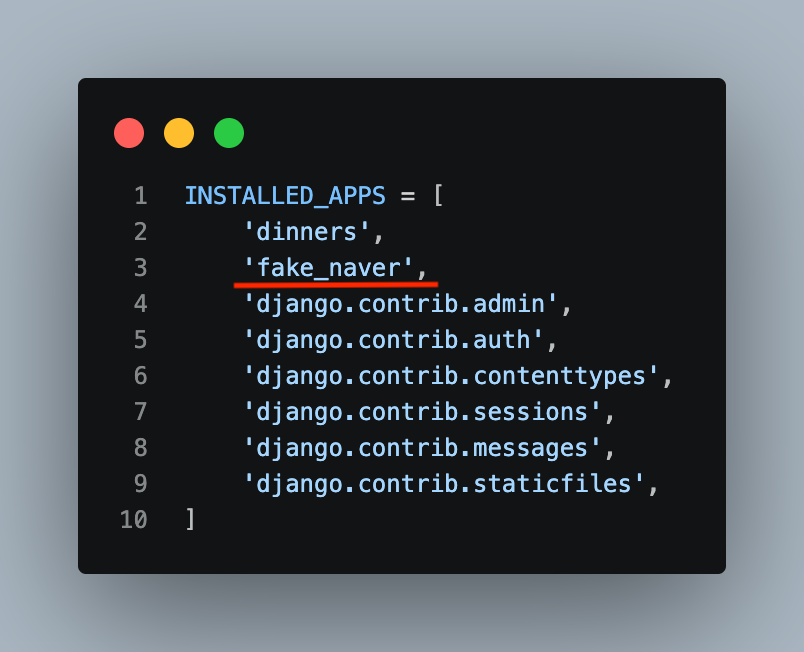 1 INSTALLED_APPS = [
2     'dinners',
3     'fake_naver',
4     'django.contrib.admin',
5     'django.contrib.auth',
6     'django.contrib.contenttypes',
7     'django.contrib.sessions',
8     'django.contrib.messages',
9     'django.contrib.staticfiles',
10 ]